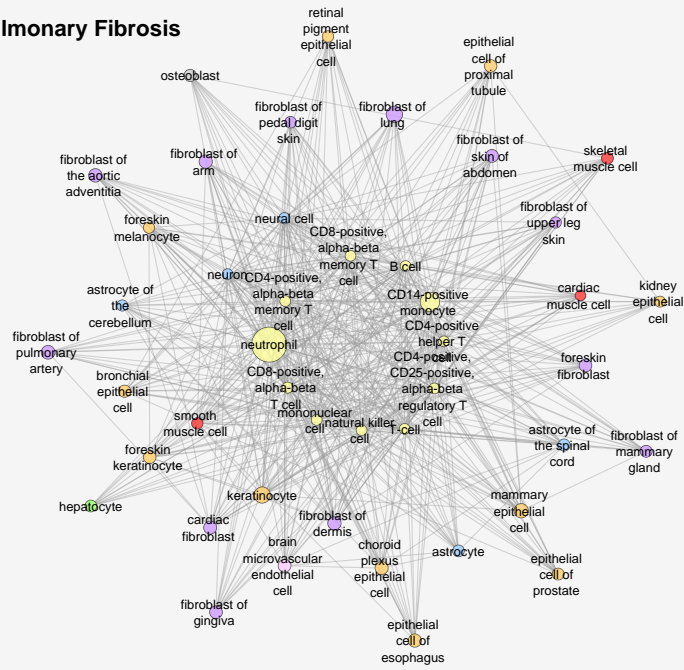 lmonary Fibrosis
retinal
pigment
epithelial
cell
epithelial
cell of
proximal
tubule
osteoblast
fibroblast of
pedal digit
skin
fibroblast of
lung
fibroblast of
arm
fibroblast of
skin of
abdomen
skeletal
muscle cell
fibroblast of
the aortic
adventitia
foreskin
melanocyte
neural cell
CD8-positive,
alpha-beta
memory T
cell
fibroblast of
upper leg
skin
B cell
neuron
CD4-positive,
alpha-beta
memory T
cell
CD14-positive
monocyte
cardiac
muscle cell
kidney
epithelial
cell
astrocyte of
the
cerebellum
CD4-positive
helper T
cell
neutrophil
fibroblast of
pulmonary
artery
CD4-positive,
CD25-positive,
alpha-beta
regulatory T
cell
foreskin
fibroblast
CD8-positive,
alpha-beta
T cell
bronchial
epithelial
cell
mononuclear
cell
natural killer
cell
T-cell
smooth
muscle cell
astrocyte of
the spinal
cord
fibroblast of
mammary
gland
foreskin
keratinocyte
keratinocyte
mammary
epithelial
cell
hepatocyte
cardiac
fibroblast
fibroblast of
dermis
brain
microvascular
endothelial
cell
choroid
plexus
epithelial
cell
astrocyte
epithelial
cell of
prostate
fibroblast of
gingiva
epithelial
cell of
esophagus